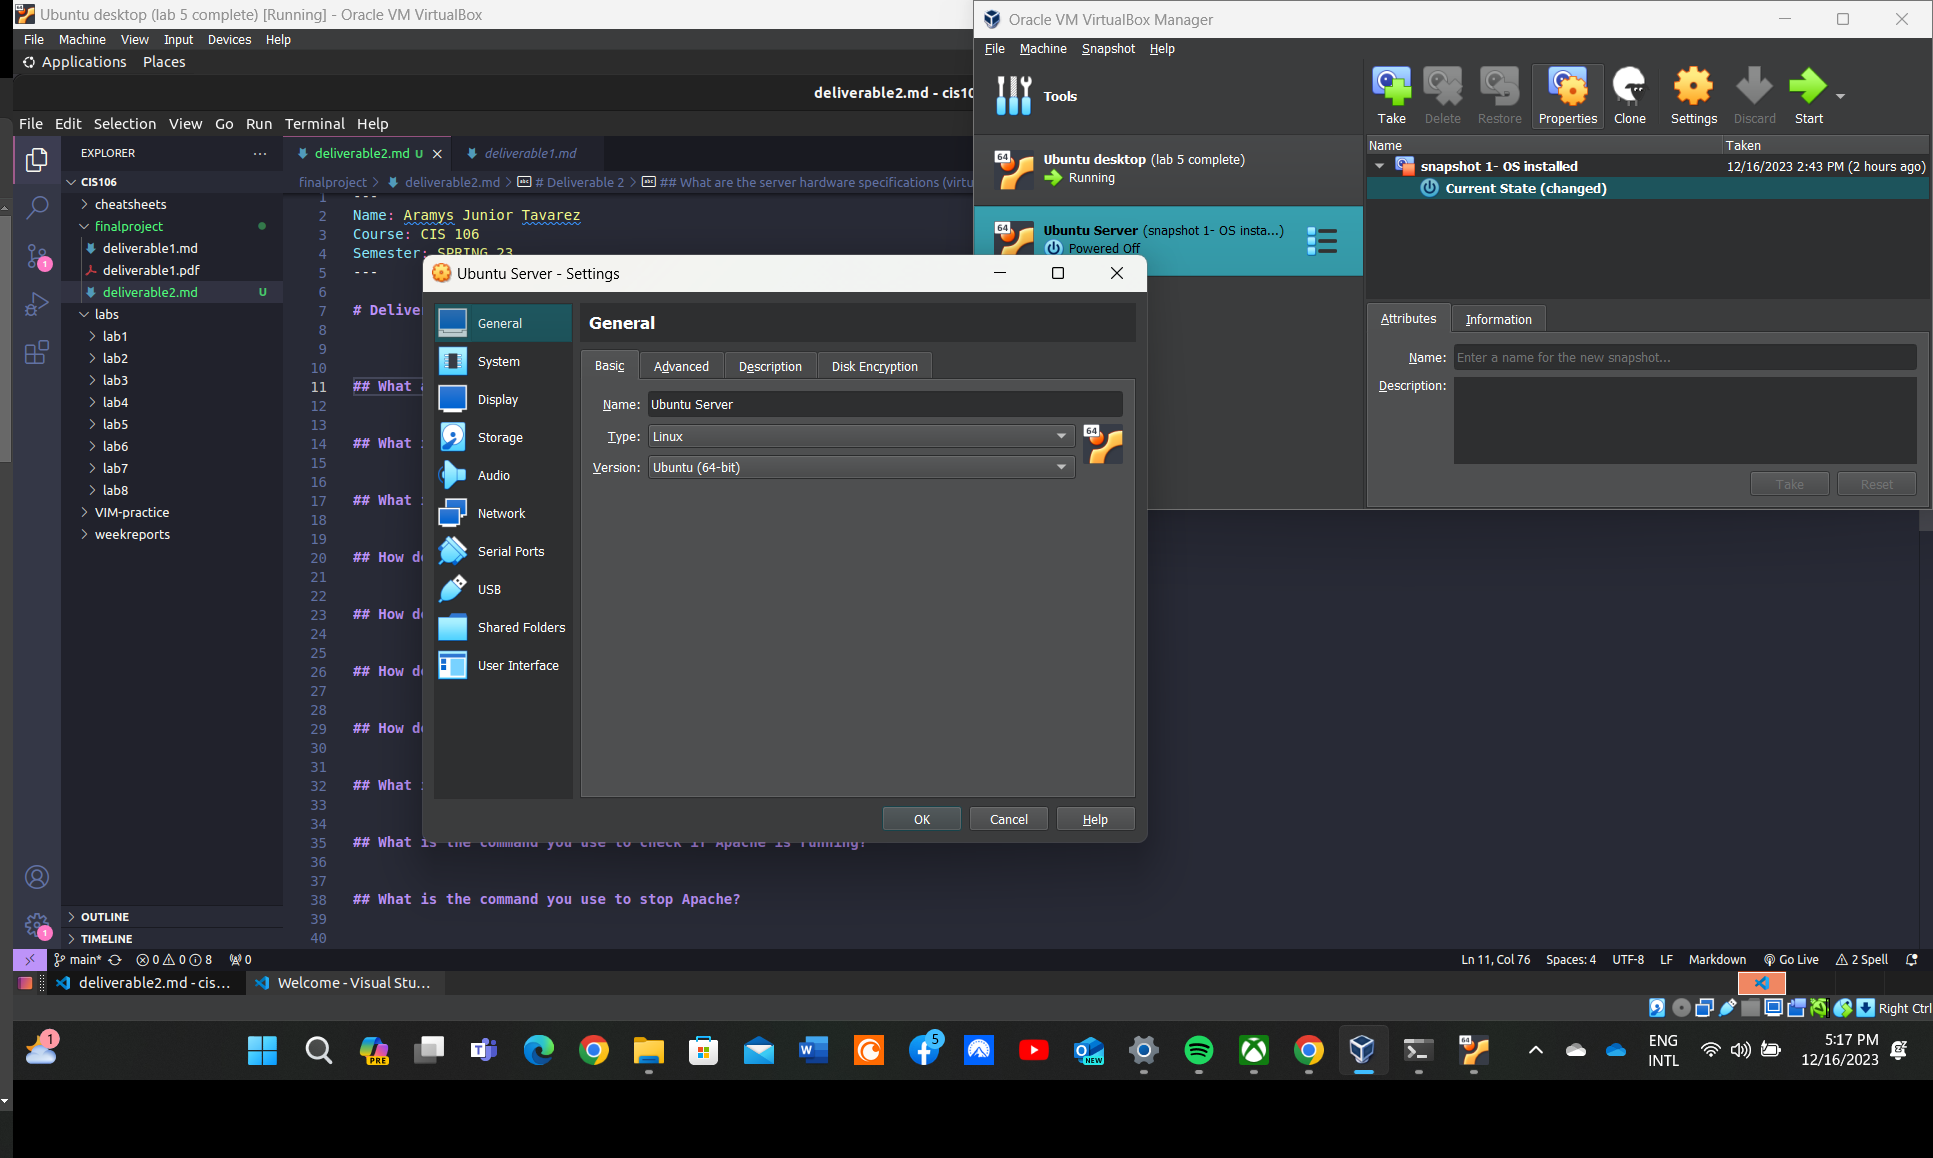 Ubuntu desktop (lab 5 complete) [Running] - Oracle VM VirtualBox
File Machine View Input Devices Help
Applications Places
deliverable2.md - cis10
File Edit Selection View Go Run Terminal Help
EXPLORER
CIS106
cheatsheets
finalproject
deliverable1.md
deliverable1.pdf
deliverable2.md U
labs
lab1
lab2
lab3
lab4
lab5
lab6
lab7
lab8
VIM-practice
weekreports
OUTLINE
TIMELINE
1
1
deliverable2.md U
deliverable1.md
finalproject > deliverable2.md > # Deliverable 2 > ## What are the server hardware specifications (virtu
1 ---
2 Name: Aramys Junior Tavarez
3 Course: CIS 106
4 Semester: SPRING 23
5 ---
6
7 # Deliver
8
9
10
11 ## What a
12
13
14 ## What i
15
16
17 ## What i
18
19
20 ## How do
21
22
23 ## How do
24
25
26 ## How do
27
28
29 ## How do
30
31
32 ## What i
33
34
35 ## What is the command you use to check if Apache is running?
36
37
38 ## What is the command you use to stop Apache?
39
40
main* 0 0 8 0
Ln 11, Col 76 Spaces: 4 UTF-8 LF Markdown Go Live 2 Spell
deliverable2.md - cis...
Welcome - Visual Stu...
Right Ctrl
Oracle VM VirtualBox Manager
File Machine Snapshot Help
Tools
64
Ubuntu desktop (lab 5 complete)
Running
64
Ubuntu Server (snapshot 1- OS insta...)
Powered Off
Take Delete Restore Properties Clone Settings Discard Start
Name Taken
snapshot 1- OS installed 12/16/2023 2:43 PM (2 hours ago)
Current State (changed)
Attributes Information
Name: Enter a name for the new snapshot...
Description:
Take Reset
Ubuntu Server - Settings
General
System
Display
Storage
Audio
Network
Serial Ports
USB
Shared Folders
User Interface
General
Basic Advanced Description Disk Encryption
Name: Ubuntu Server
Type: Linux
Version: Ubuntu (64-bit)
64
OK Cancel Help
1
PRE
5
NEW
64
ENG
INTL
5:17 PM
12/16/2023